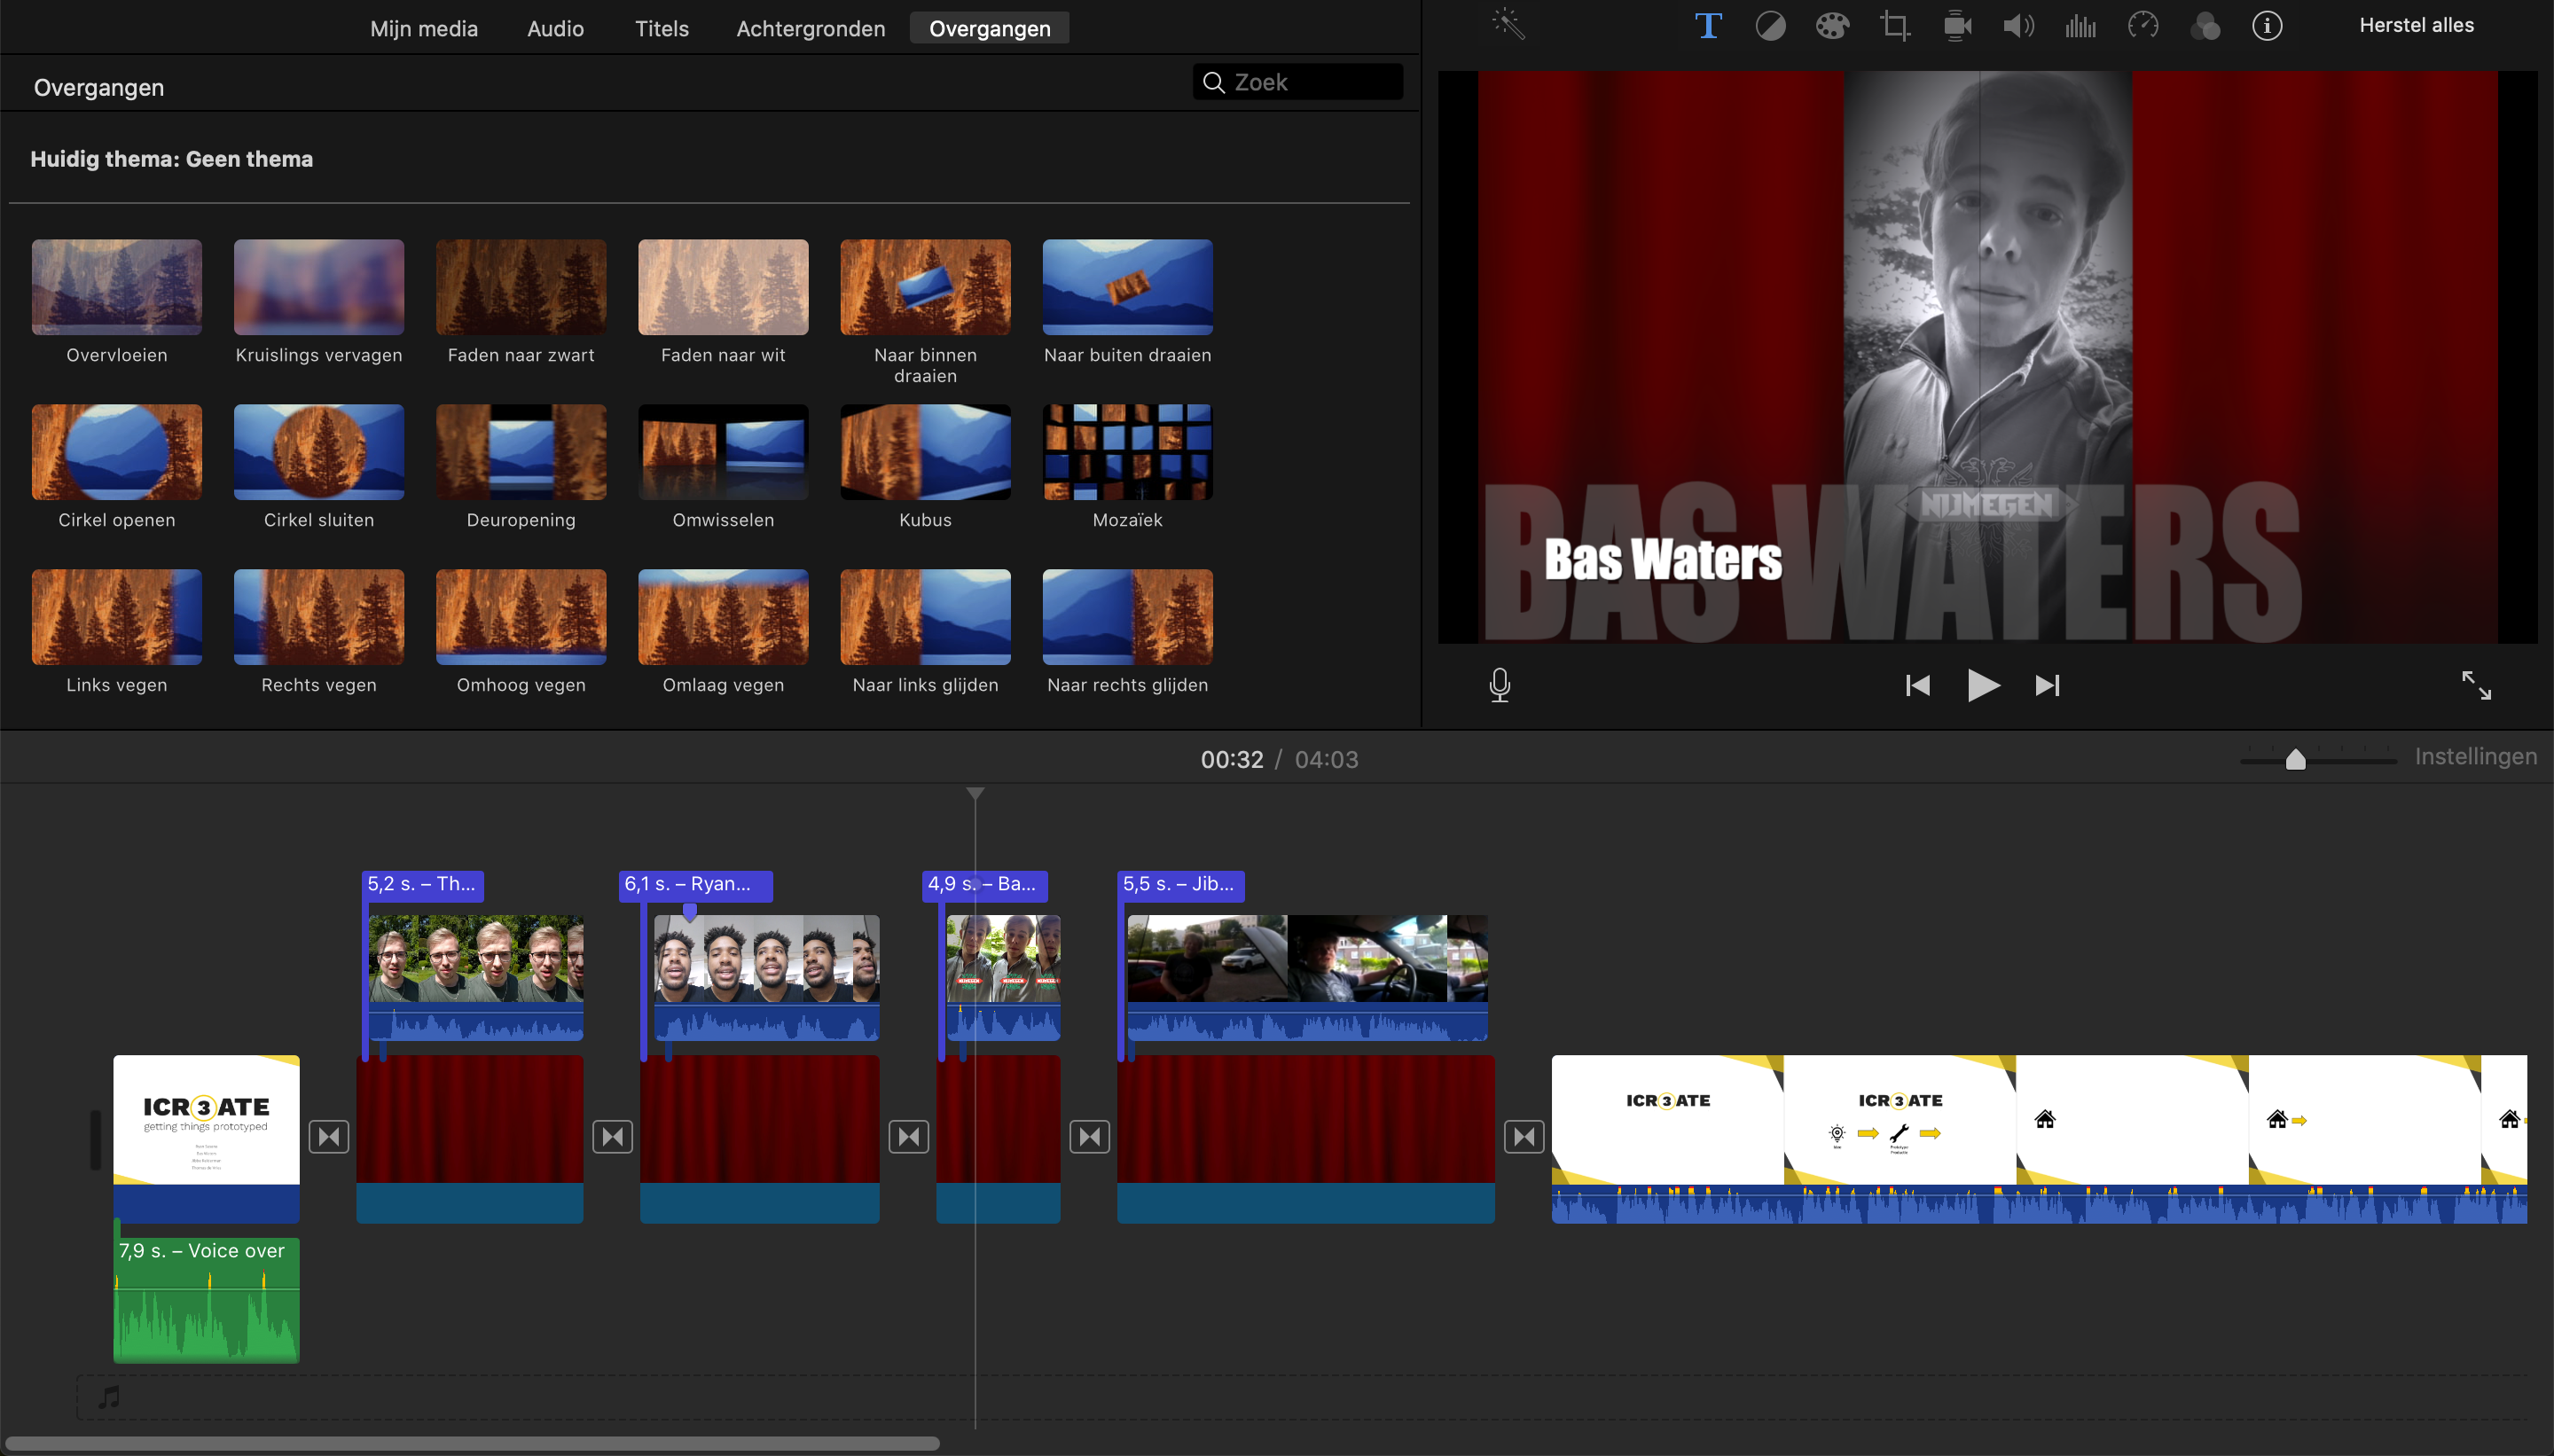 Mijn media
Audio
Titels
Achtergronden
Overgangen
Herstel alles
Overgangen
Zoek
Huidig thema: Geen thema
Overvloeien
Kruislings vervagen
Faden naar zwart
Faden naar wit
Naar binnen
draaien
Naar buiten draaien
Cirkel openen
Cirkel sluiten
Deuropening
Omwisselen
Kubus
Mozaïek
Links vegen
Rechts vegen
Omhoog vegen
Omlaag vegen
Naar links glijden
Naar rechts glijden
NIJMEGEN
BAS WATERS
Bas Waters
00:32 / 04:03
Instellingen
5,2 s. – Th...
6,1 s. – Ryan...
4,9 s. – Ba...
5,5 s. – Jib...
ICR3ATE
getting things prototyped
ICR3ATE
ICR3ATE
7,9 s. – Voice over